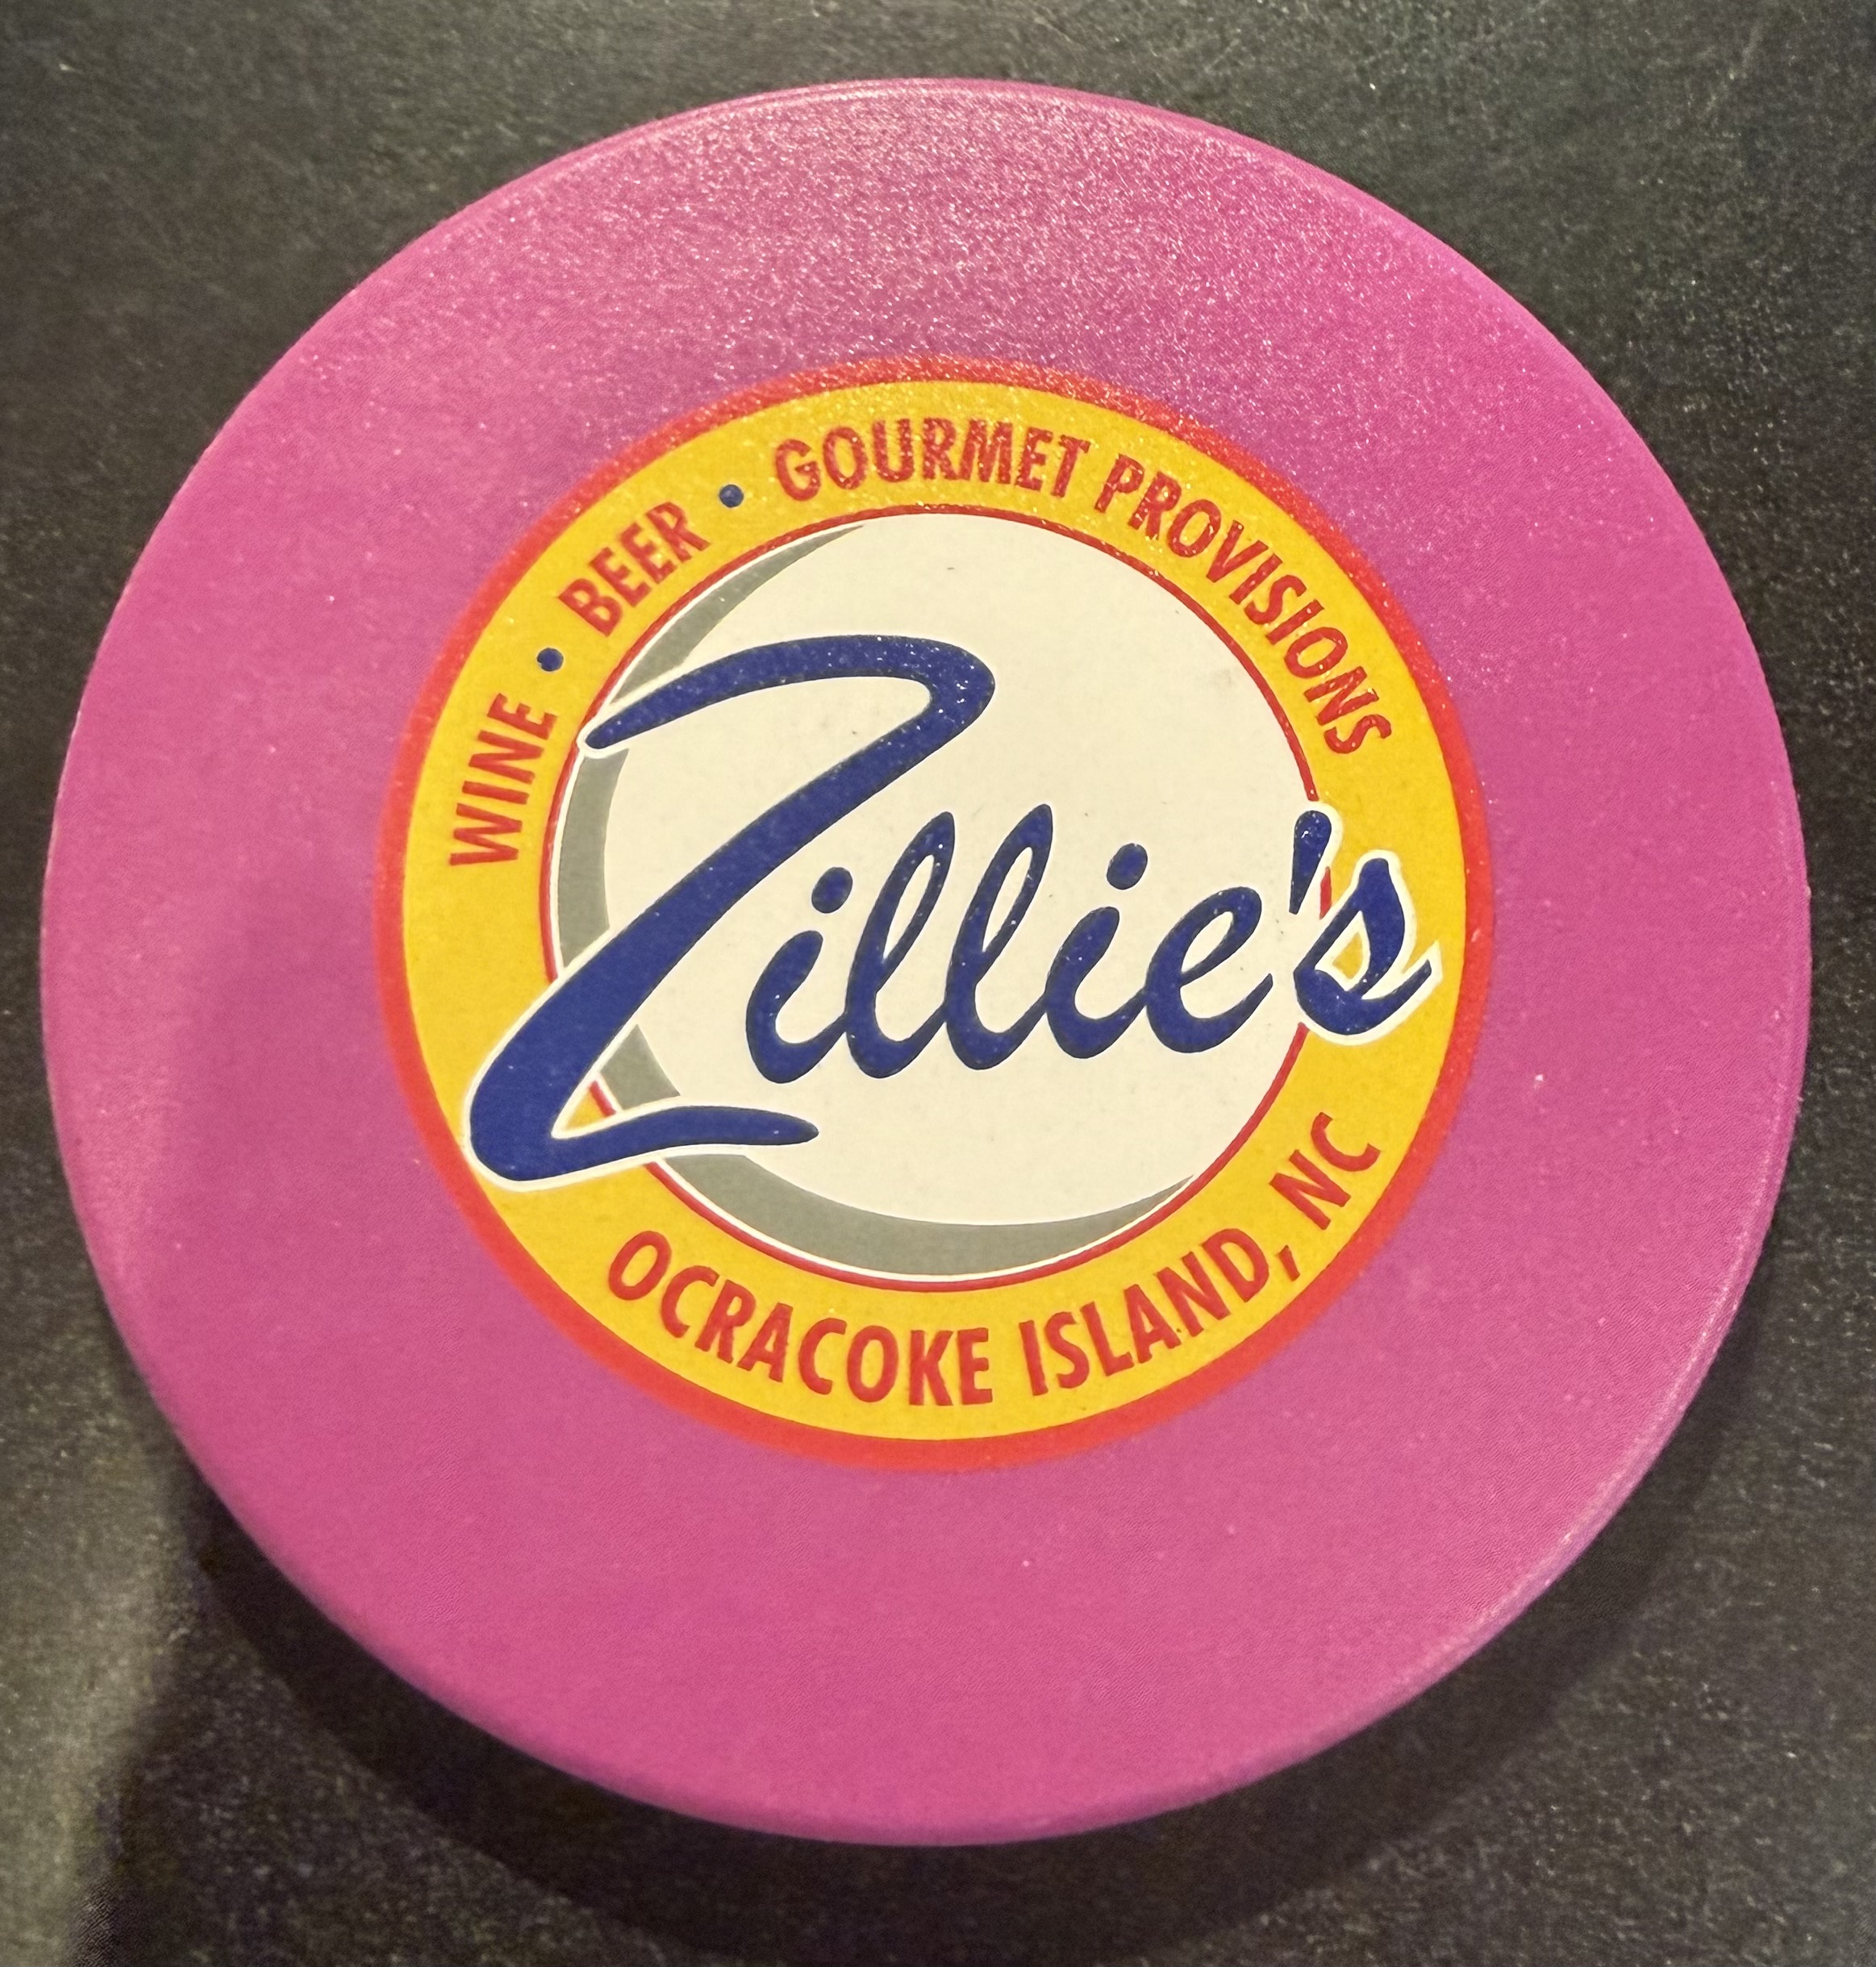 WINE • BEER • GOURMET PROVISIONS
Zillie's
OCRACOKE ISLAND, NC